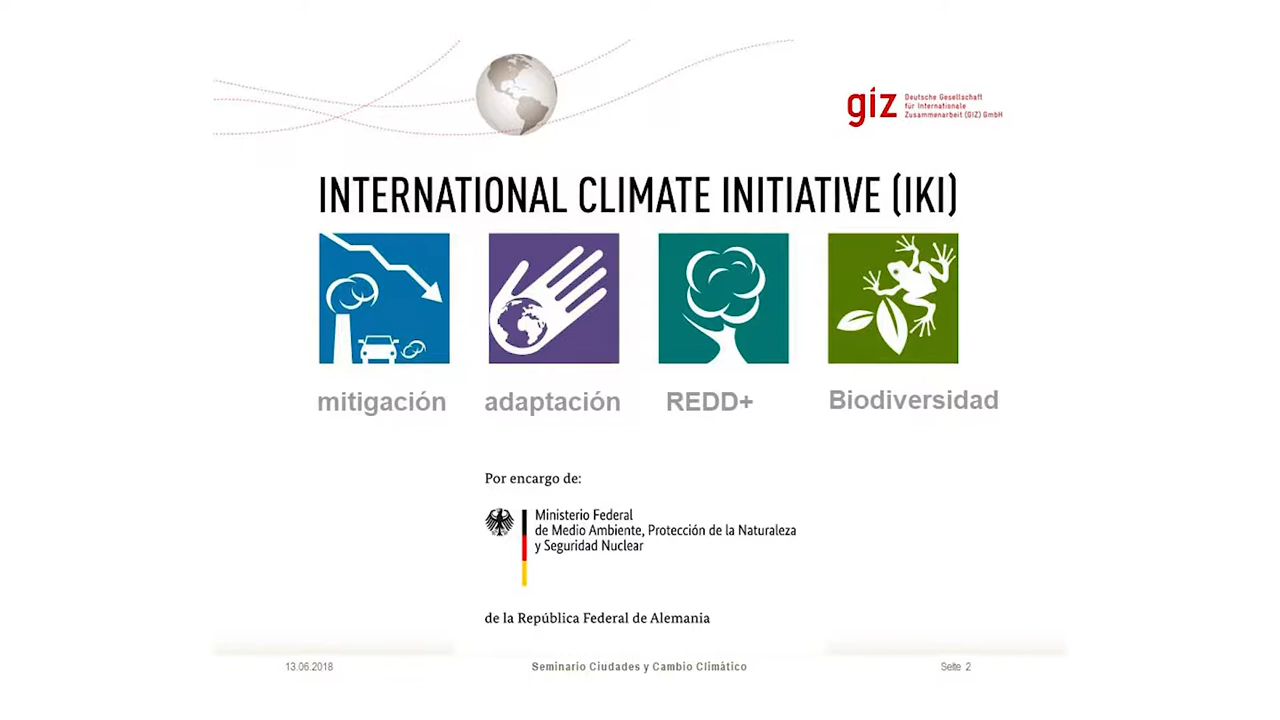 giz
Deutsche Gesellschaft
für Internationale
Zusammenarbeit (GIZ) GmbH
INTERNATIONAL CLIMATE INITIATIVE (IKI)
mitigación
adaptación
REDD+
Biodiversidad
Por encargo de:
Ministerio Federal
de Medio Ambiente, Protección de la Naturaleza
y Seguridad Nuclear
de la República Federal de Alemania
13.06.2018
Seminario Ciudades y Cambio Climático
Seite 2